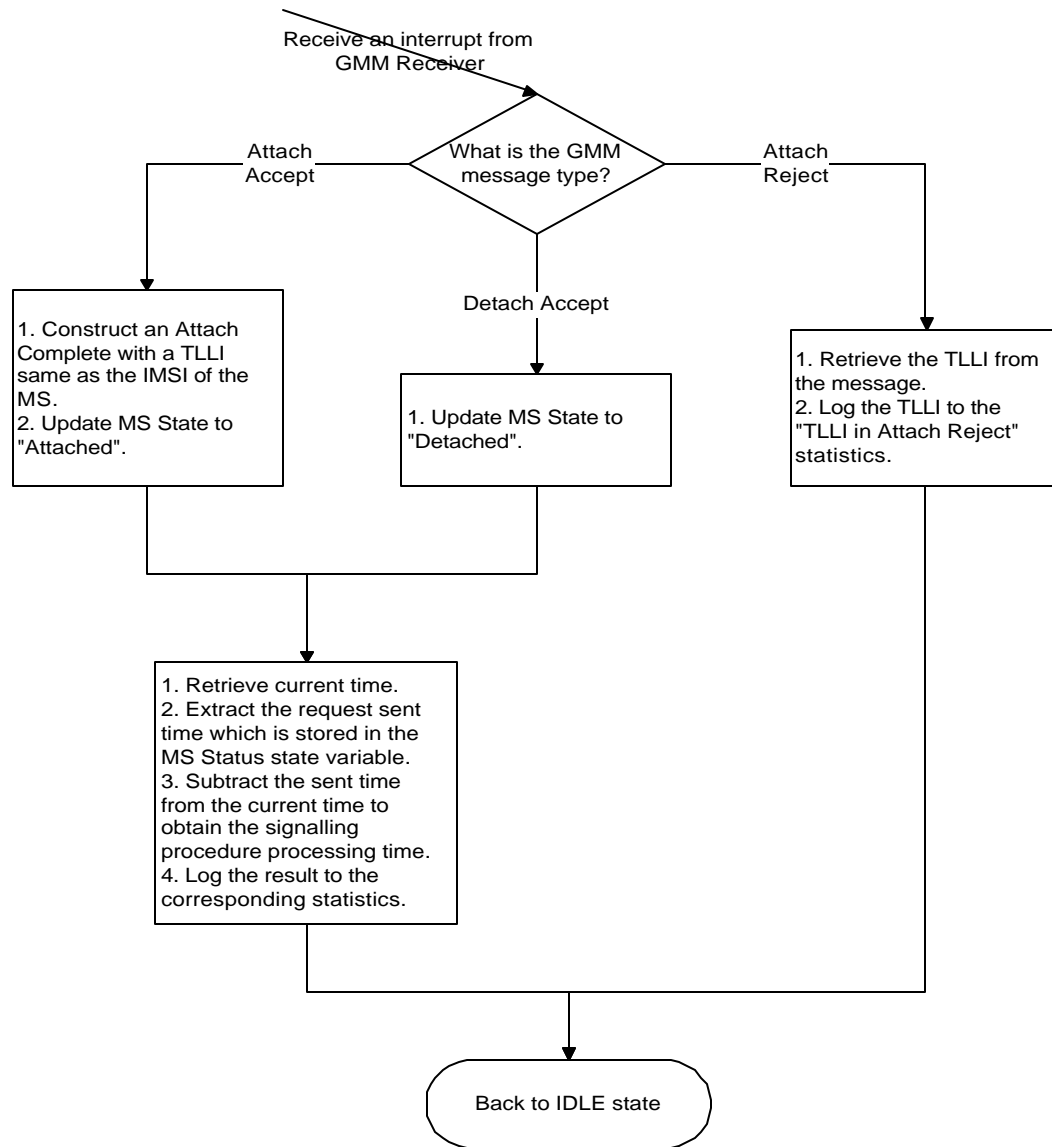 Receive an interrupt from
GMM Receiver
What is the GMM
message type?
Attach
Accept
Attach
Reject
Detach Accept
1. Construct an Attach
Complete with a TLLI
same as the IMSI of the
MS.
2. Update MS State to
"Attached".
1. Update MS State to
"Detached".
1. Retrieve the TLLI from
the message.
2. Log the TLLI to the
"TLLI in Attach Reject"
statistics.
1. Retrieve current time.
2. Extract the request sent
time which is stored in the
MS Status state variable.
3. Subtract the sent time
from the current time to
obtain the signalling
procedure processing time.
4. Log the result to the
corresponding statistics.
Back to IDLE state